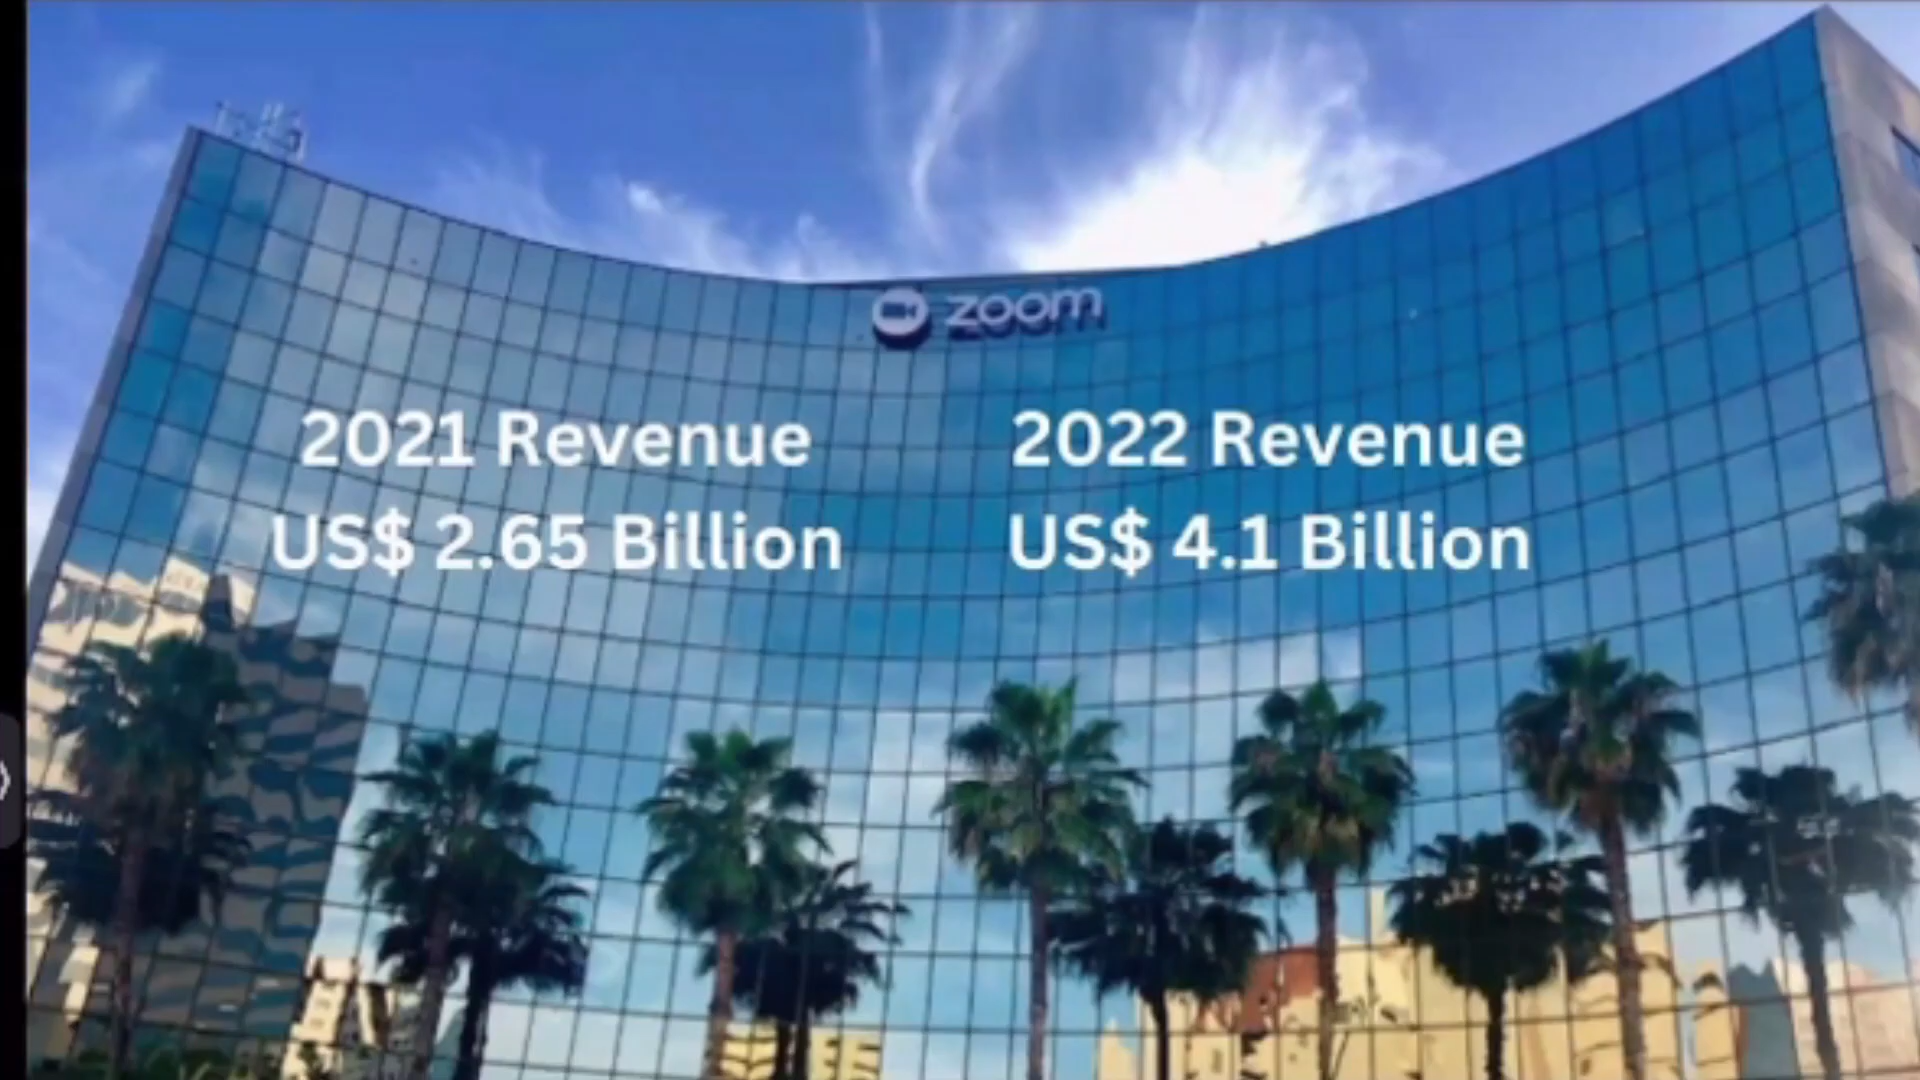 zoom
2021 Revenue
US$ 2.65 Billion
2022 Revenue
US$ 4.1 Billion